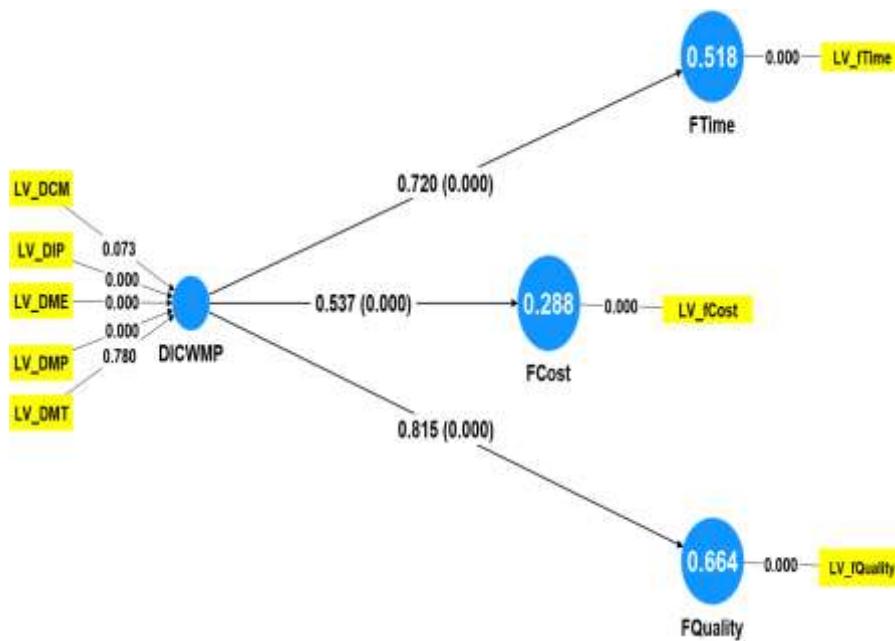 0.518
0.000
LV_fTime
FTime
LV_DCM
0.720 (0.000)
0.073
LV_DIP
0.000
LV_DME
0.000
0.537 (0.000)
0.288
0.000
LV_fCost
0.000
LV_DMP
0.780
DICWMP
FCost
LV_DMT
0.815 (0.000)
0.664
0.000
LV_fQuality
FQuality